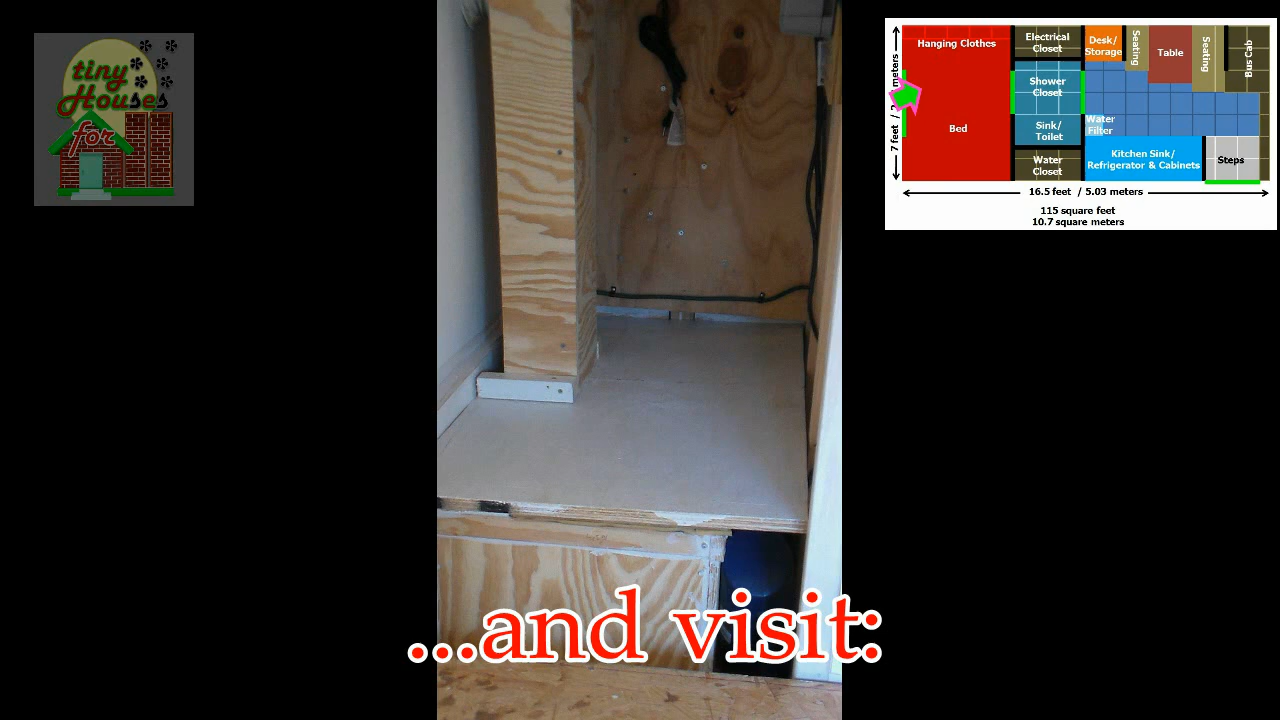 tiny
Houses
for
Hanging Clothes
Electrical
Closet
Desk/
Storage
Seating
Table
Seating
Bus Cab
Shower
Closet
Bed
Sink/
Toilet
Water
Filter
Water
Closet
Kitchen Sink/
Refrigerator & Cabinets
Steps
7 feet / 2
meters
16.5 feet / 5.03 meters
115 square feet
10.7 square meters
...and visit: